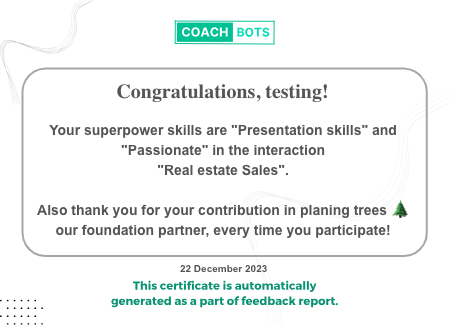 COACH BOTS
Congratulations, testing!
Your superpower skills are "Presentation skills" and
"Passionate" in the interaction
"Real estate Sales".
Also thank you for your contribution in planing trees 🌲
our foundation partner, every time you participate!
22 December 2023
This certificate is automatically
generated as a part of feedback report.